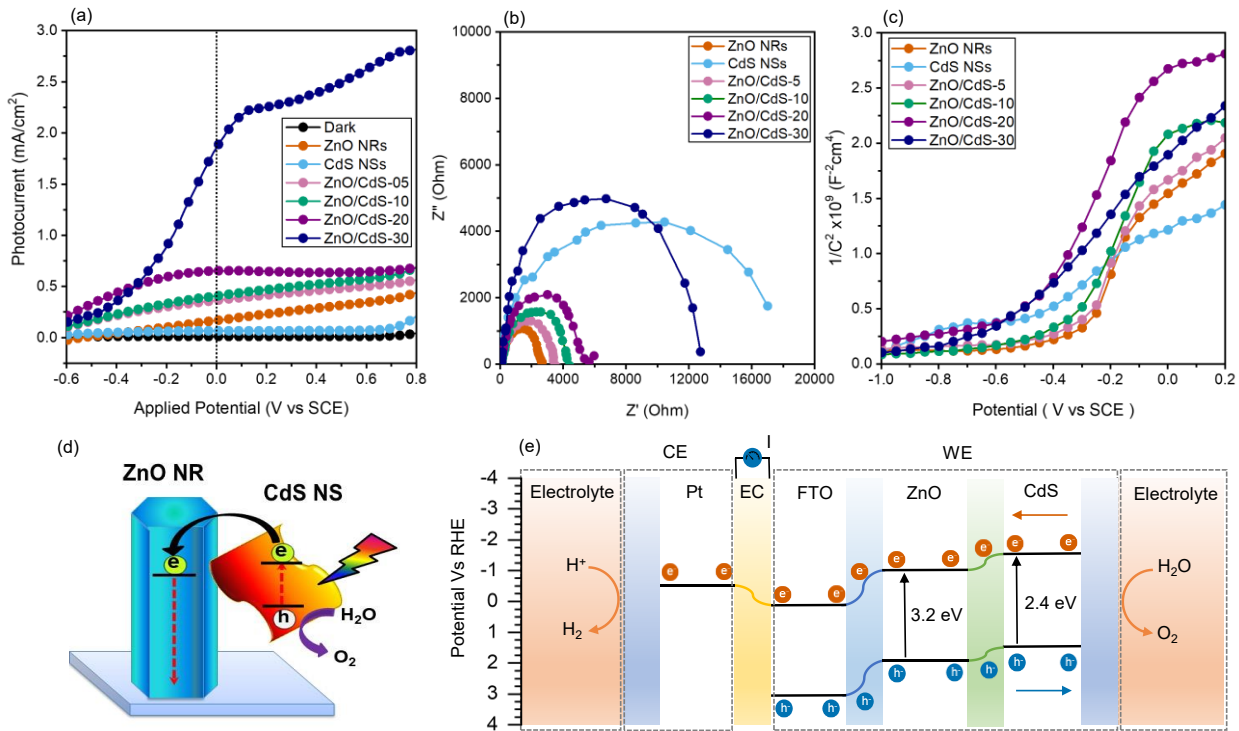 (a)
Photocurrent (mA/cm²)
3.0
2.5
2.0
1.5
1.0
0.5
0.0
-0.6
-0.4
-0.2
0.0
0.2
0.4
0.6
0.8
Applied Potential (V vs SCE)
Dark
ZnO NRs
CdS NSs
ZnO/CdS-05
ZnO/CdS-10
ZnO/CdS-20
ZnO/CdS-30
(b)
Z'' (Ohm)
10000
8000
6000
4000
2000
0
0
4000
8000
12000
16000
20000
Z' (Ohm)
ZnO NRs
CdS NSs
ZnO/CdS-5
ZnO/CdS-10
ZnO/CdS-20
ZnO/CdS-30
(c)
1/C² x10⁹ (F⁻²cm⁴)
3.0
2.5
2.0
1.5
1.0
0.5
0.0
-1.0
-0.8
-0.6
-0.4
-0.2
0.0
0.2
Potential ( V vs SCE )
ZnO NRs
CdS NSs
ZnO/CdS-5
ZnO/CdS-10
ZnO/CdS-20
ZnO/CdS-30
(d)
ZnO NR
CdS NS
e
e
h
H₂O
O₂
(e)
Potential Vs RHE
-4
-3
-2
-1
0
1
2
3
4
CE
I
WE
Electrolyte
Pt
EC
FTO
ZnO
CdS
Electrolyte
H⁺
H₂
e
e
e
e
e
e
e
e
e
e
3.2 eV
2.4 eV
h⁻
h⁻
h⁻
h⁻
h⁻
h⁻
h⁻
h⁻
H₂O
O₂